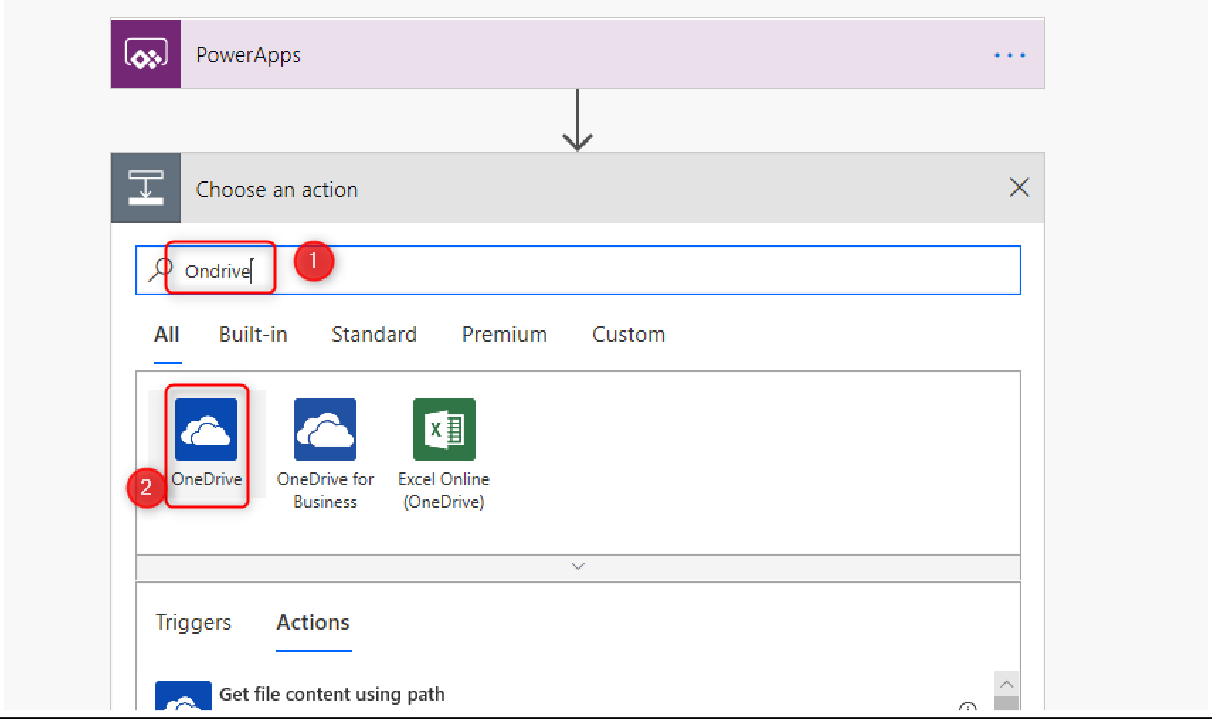 PowerApps
Choose an action
Ondrive
1
All Built-in Standard Premium Custom
OneDrive
OneDrive for
Business
Excel Online
(OneDrive)
2
Triggers Actions
Get file content using path